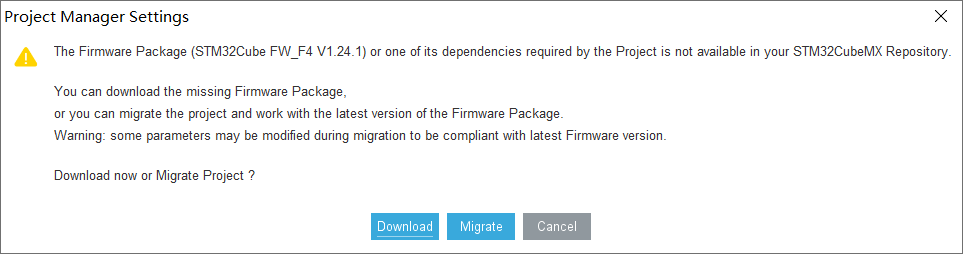 Project Manager Settings
The Firmware Package (STM32Cube FW_F4 V1.24.1) or one of its dependencies required by the Project is not available in your STM32CubeMX Repository.
You can download the missing Firmware Package,
or you can migrate the project and work with the latest version of the Firmware Package.
Warning: some parameters may be modified during migration to be compliant with latest Firmware version.
Download now or Migrate Project ?
Download Migrate Cancel